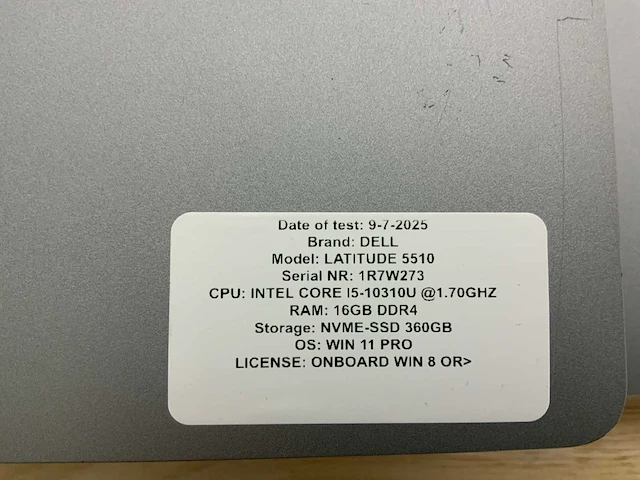 Date of test: 9-7-2025
Brand: DELL
Model: LATITUDE 5510
Serial NR: 1R7W273
CPU: INTEL CORE I5-10310U @1.70GHZ
RAM: 16GB DDR4
Storage: NVME-SSD 360GB
OS: WIN 11 PRO
LICENSE: ONBOARD WIN 8 OR>